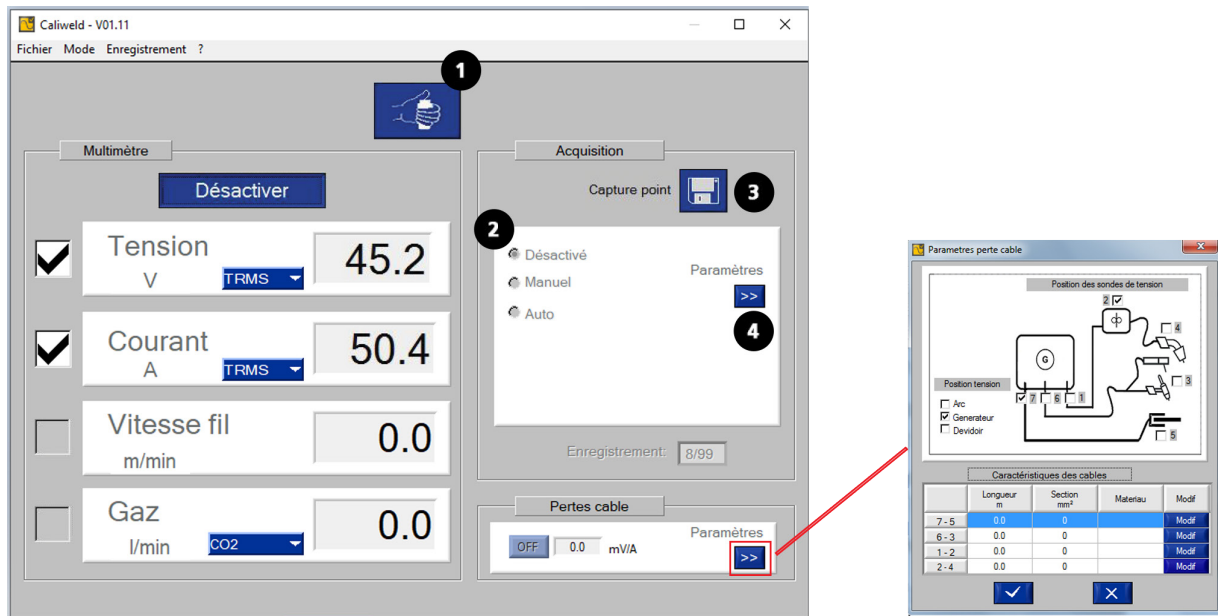 Caliweld - V01.11
Fichier Mode Enregistrement ?
1
Multimètre
Désactiver
Tension
V
TRMS
45.2
Courant
A
TRMS
50.4
Vitesse fil
m/min
0.0
Gaz
l/min
CO2
0.0
Acquisition
Capture point
3
2
Désactivé
Manuel
Auto
Paramètres
>>
4
Enregistrement: 8/99
Pertes cable
OFF 0.0 mV/A
Paramètres
>>
Parametres perte cable
Position des sondes de tension
2
4
G
3
Position tension
7 6 1
Arc
Generateur
Devidoir
5
Caractéristiques des cables
Longueur m Section mm² Materiau Modif
7 - 5 0.0 0 Modif
6 - 3 0.0 0 Modif
1 - 2 0.0 0 Modif
2 - 4 0.0 0 Modif